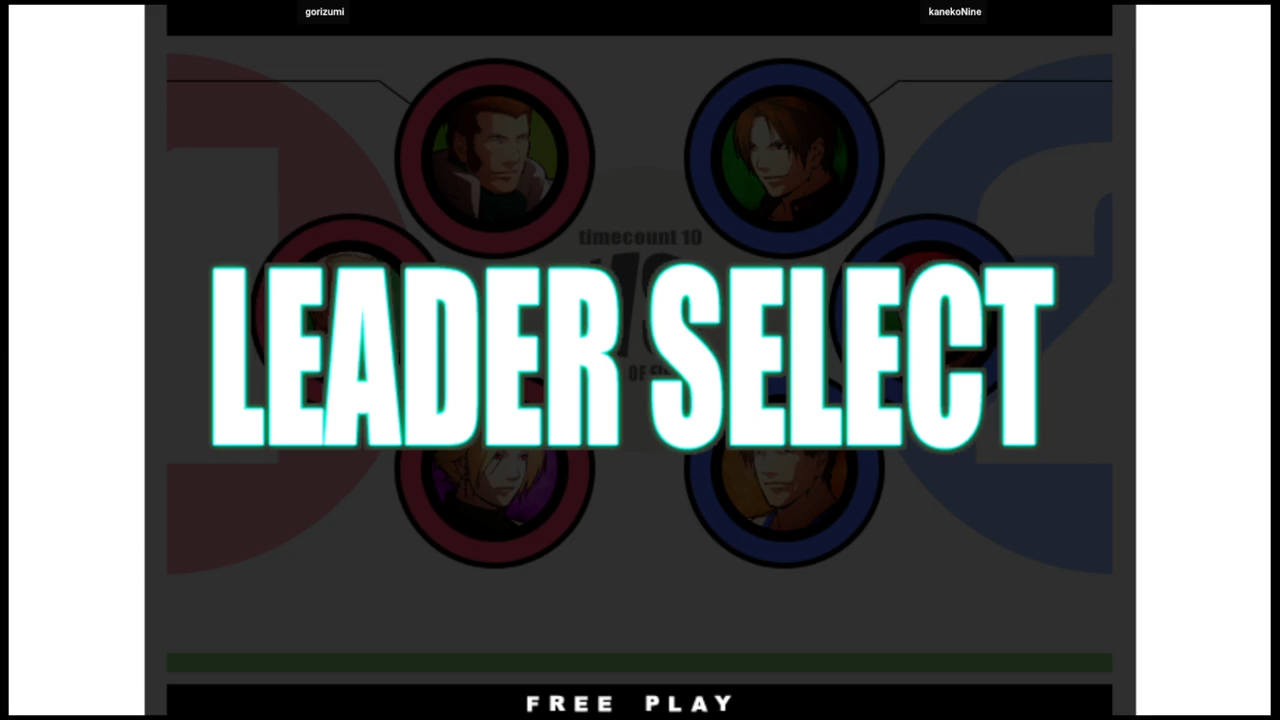 gorizumi
kanekoNine
timecount 10
LEADER SELECT
FREE PLAY